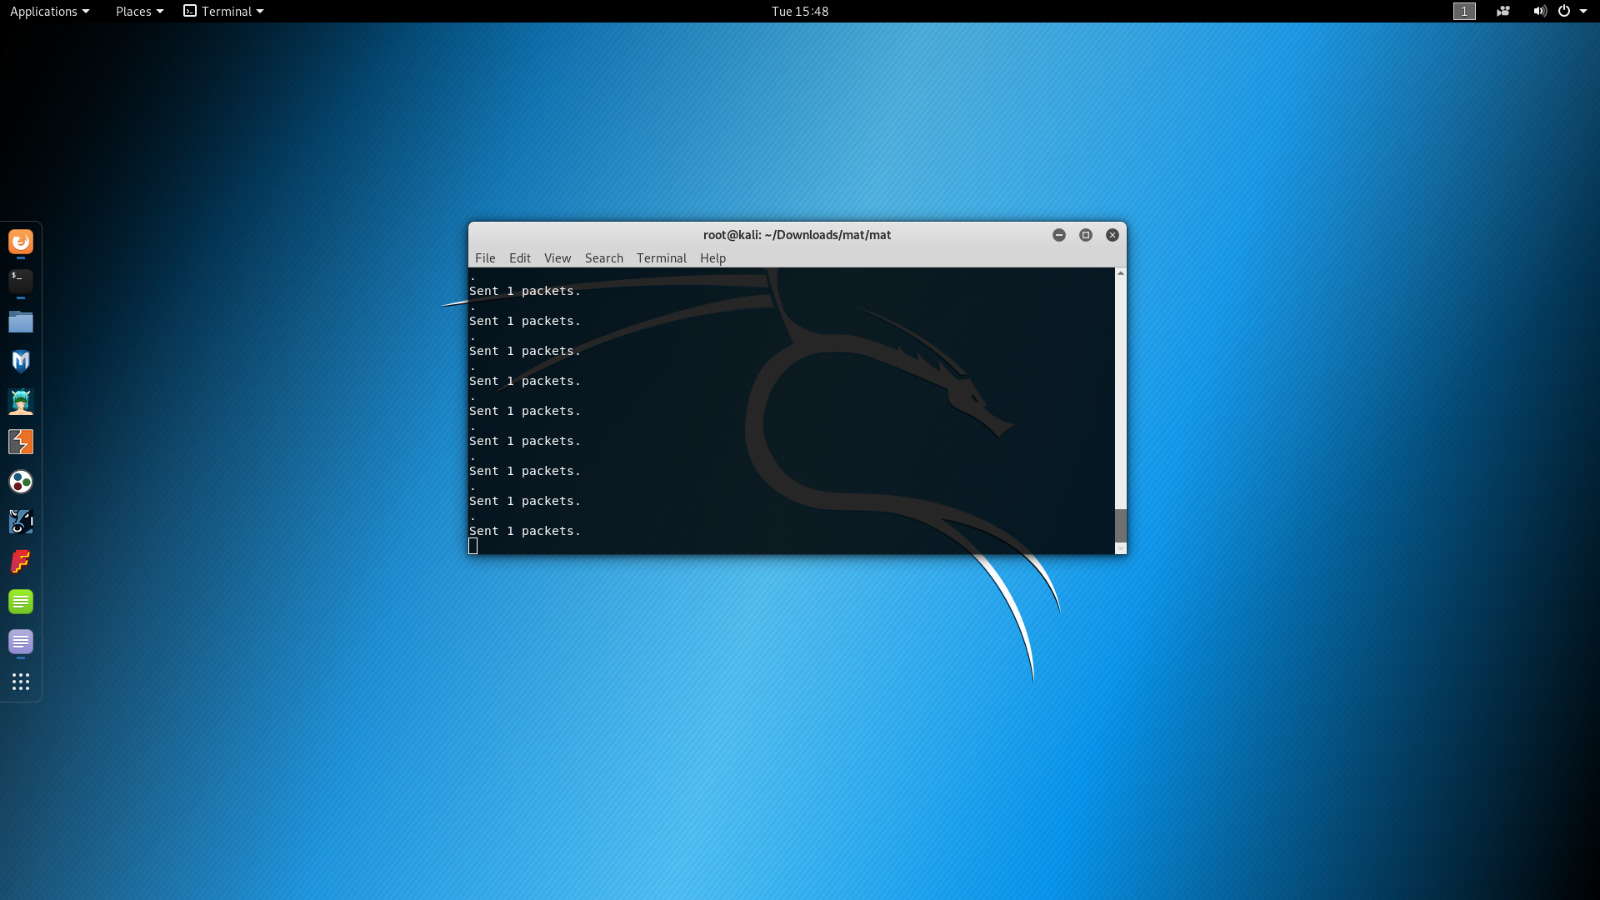 Applications Places Terminal Tue 15:48 1
root@kali: ~/Downloads/mat/mat
File Edit View Search Terminal Help
.
Sent 1 packets.
.
Sent 1 packets.
.
Sent 1 packets.
.
Sent 1 packets.
.
Sent 1 packets.
.
Sent 1 packets.
.
Sent 1 packets.
.
Sent 1 packets.
.
Sent 1 packets.